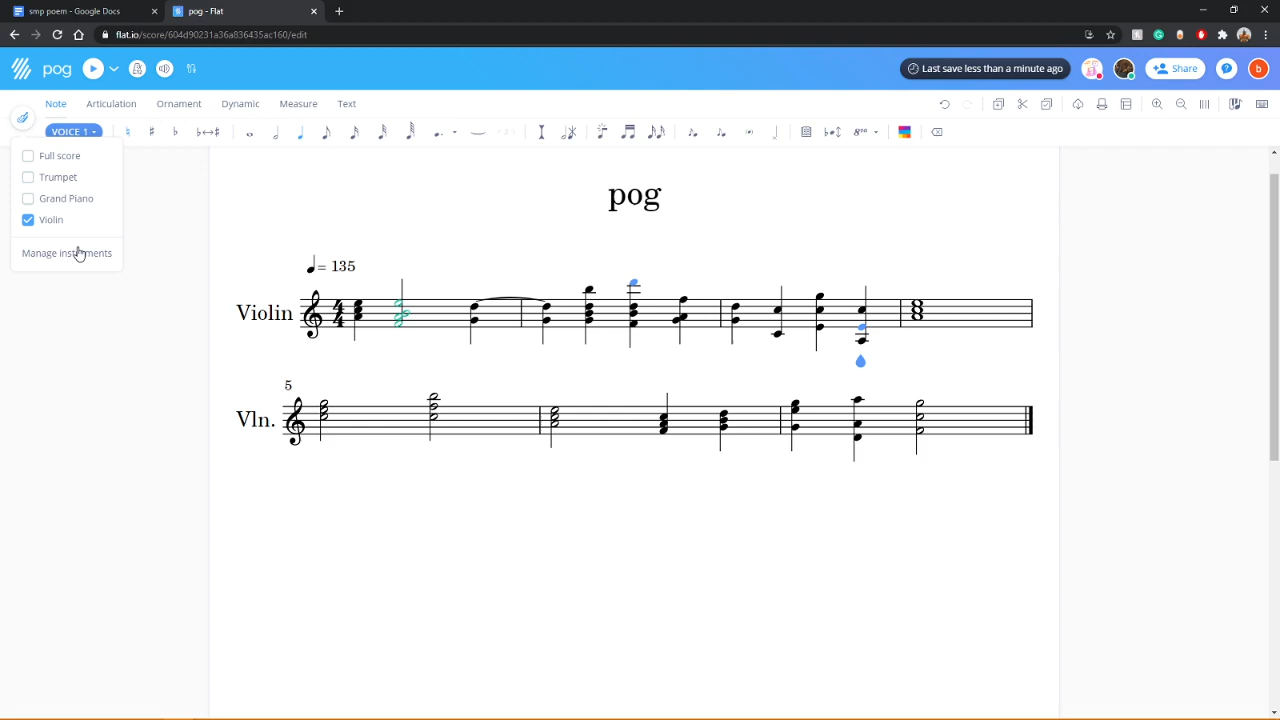 smp poem - Google Docs
pog - Flat
flat.io/score/604d90231a36a836435ac160/edit
pog
Last save less than a minute ago
Share
b
Note Articulation Ornament Dynamic Measure Text
VOICE 1
8va
Full score
Trumpet
Grand Piano
Violin
Manage instruments
pog
= 135
Violin
4
4
5
Vln.